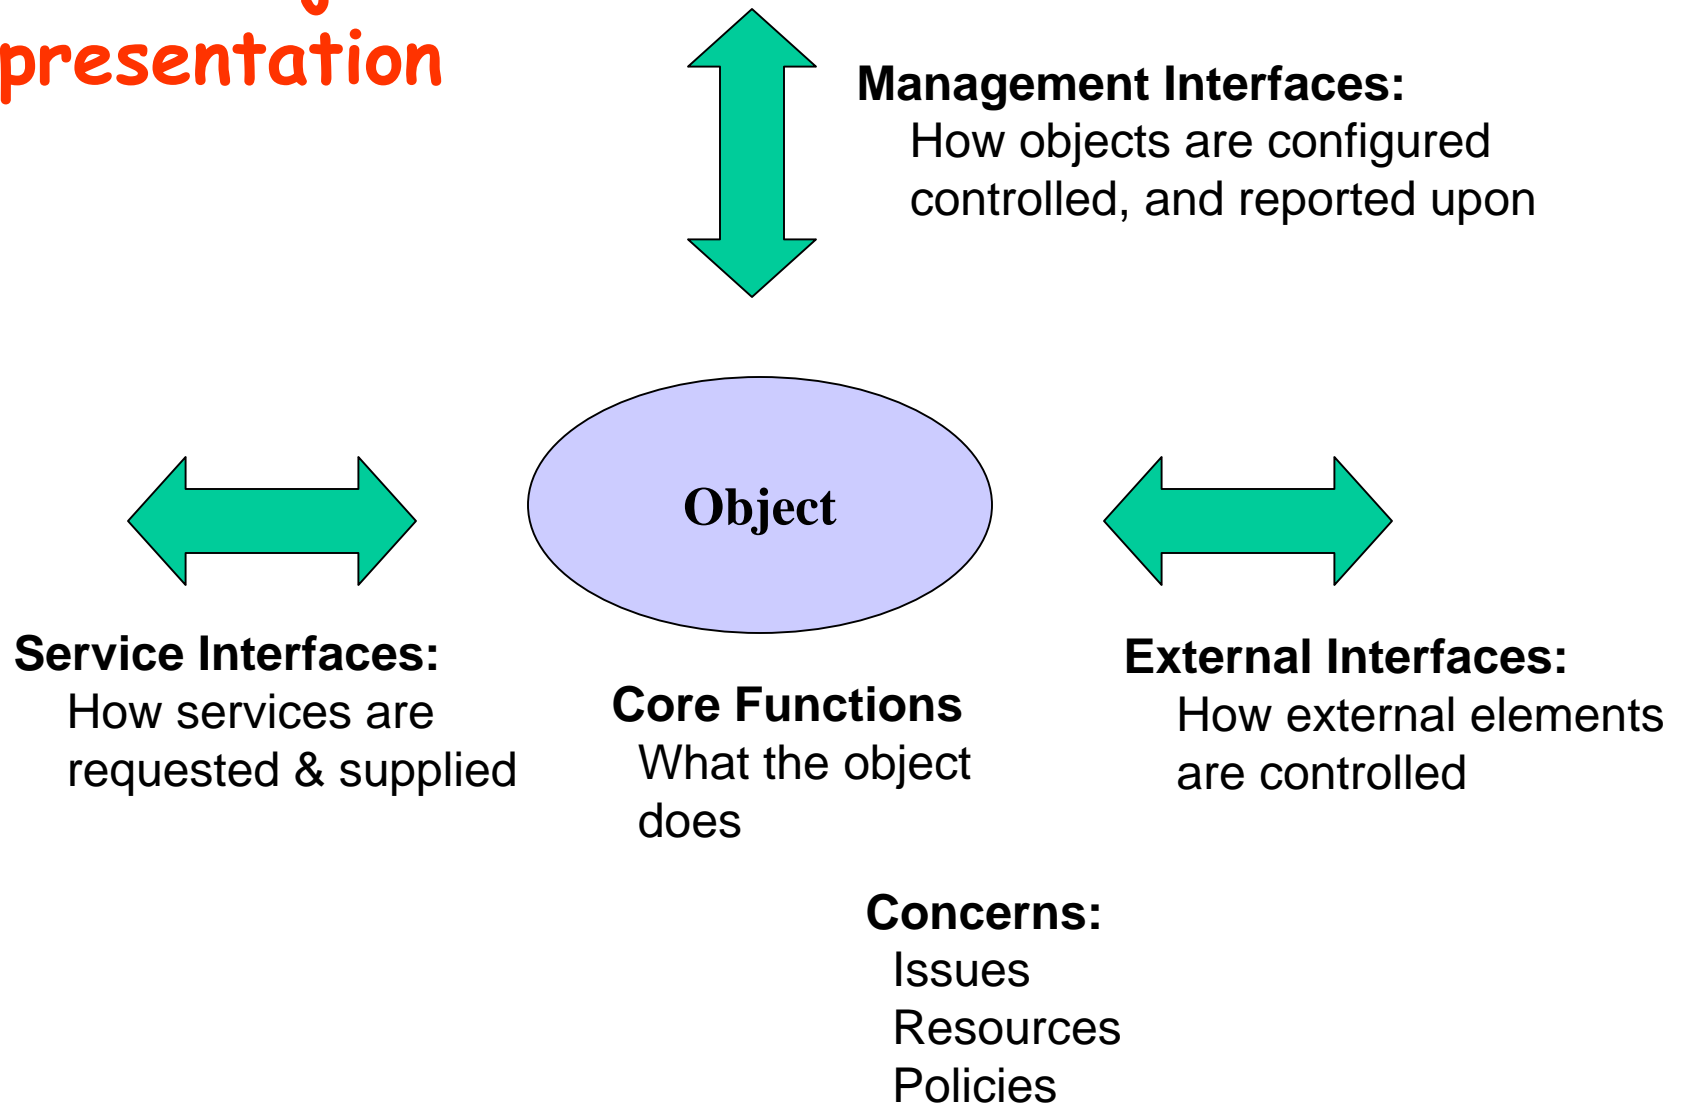 presentation
Management Interfaces:
How objects are configured
controlled, and reported upon
Object
Service Interfaces:
How services are
requested & supplied
Core Functions
What the object
does
External Interfaces:
How external elements
are controlled
Concerns:
Issues
Resources
Policies